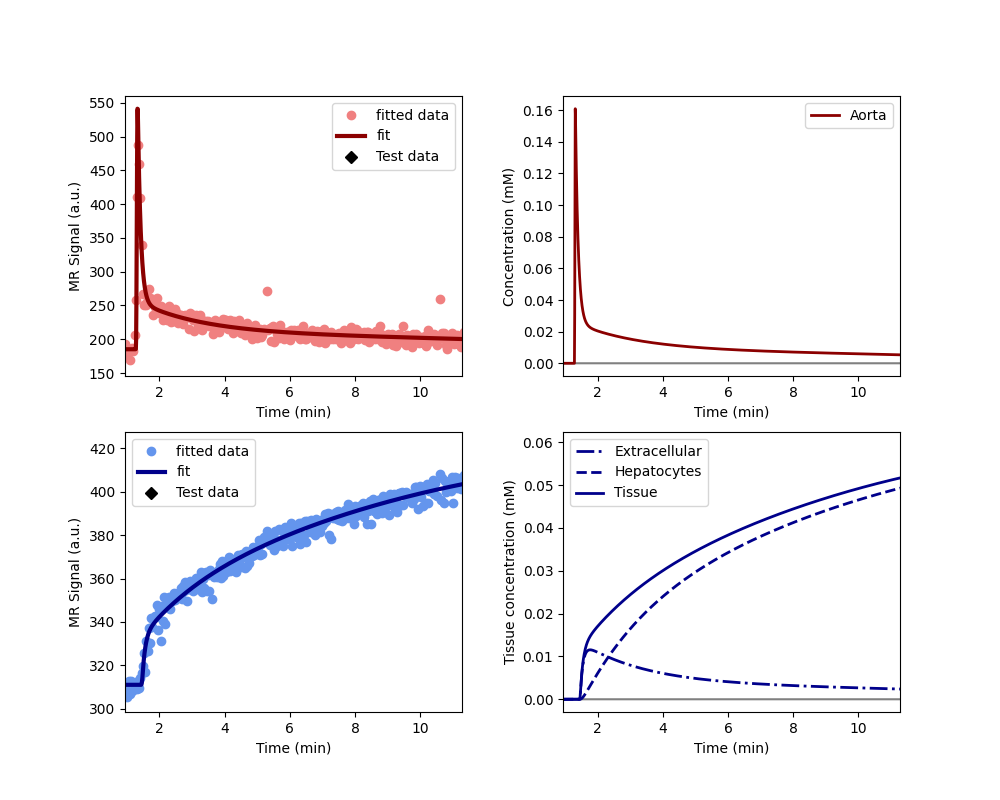 550
500
450
400
350
300
250
200
150
MR Signal (a.u.)
2 4 6 8 10
Time (min)
fitted data
fit
Test data
0.16
0.14
0.12
0.10
0.08
0.06
0.04
0.02
0.00
Concentration (mM)
2 4 6 8 10
Time (min)
Aorta
420
400
380
360
340
320
300
MR Signal (a.u.)
2 4 6 8 10
Time (min)
fitted data
fit
Test data
0.06
0.05
0.04
0.03
0.02
0.01
0.00
Tissue concentration (mM)
2 4 6 8 10
Time (min)
Extracellular
Hepatocytes
Tissue